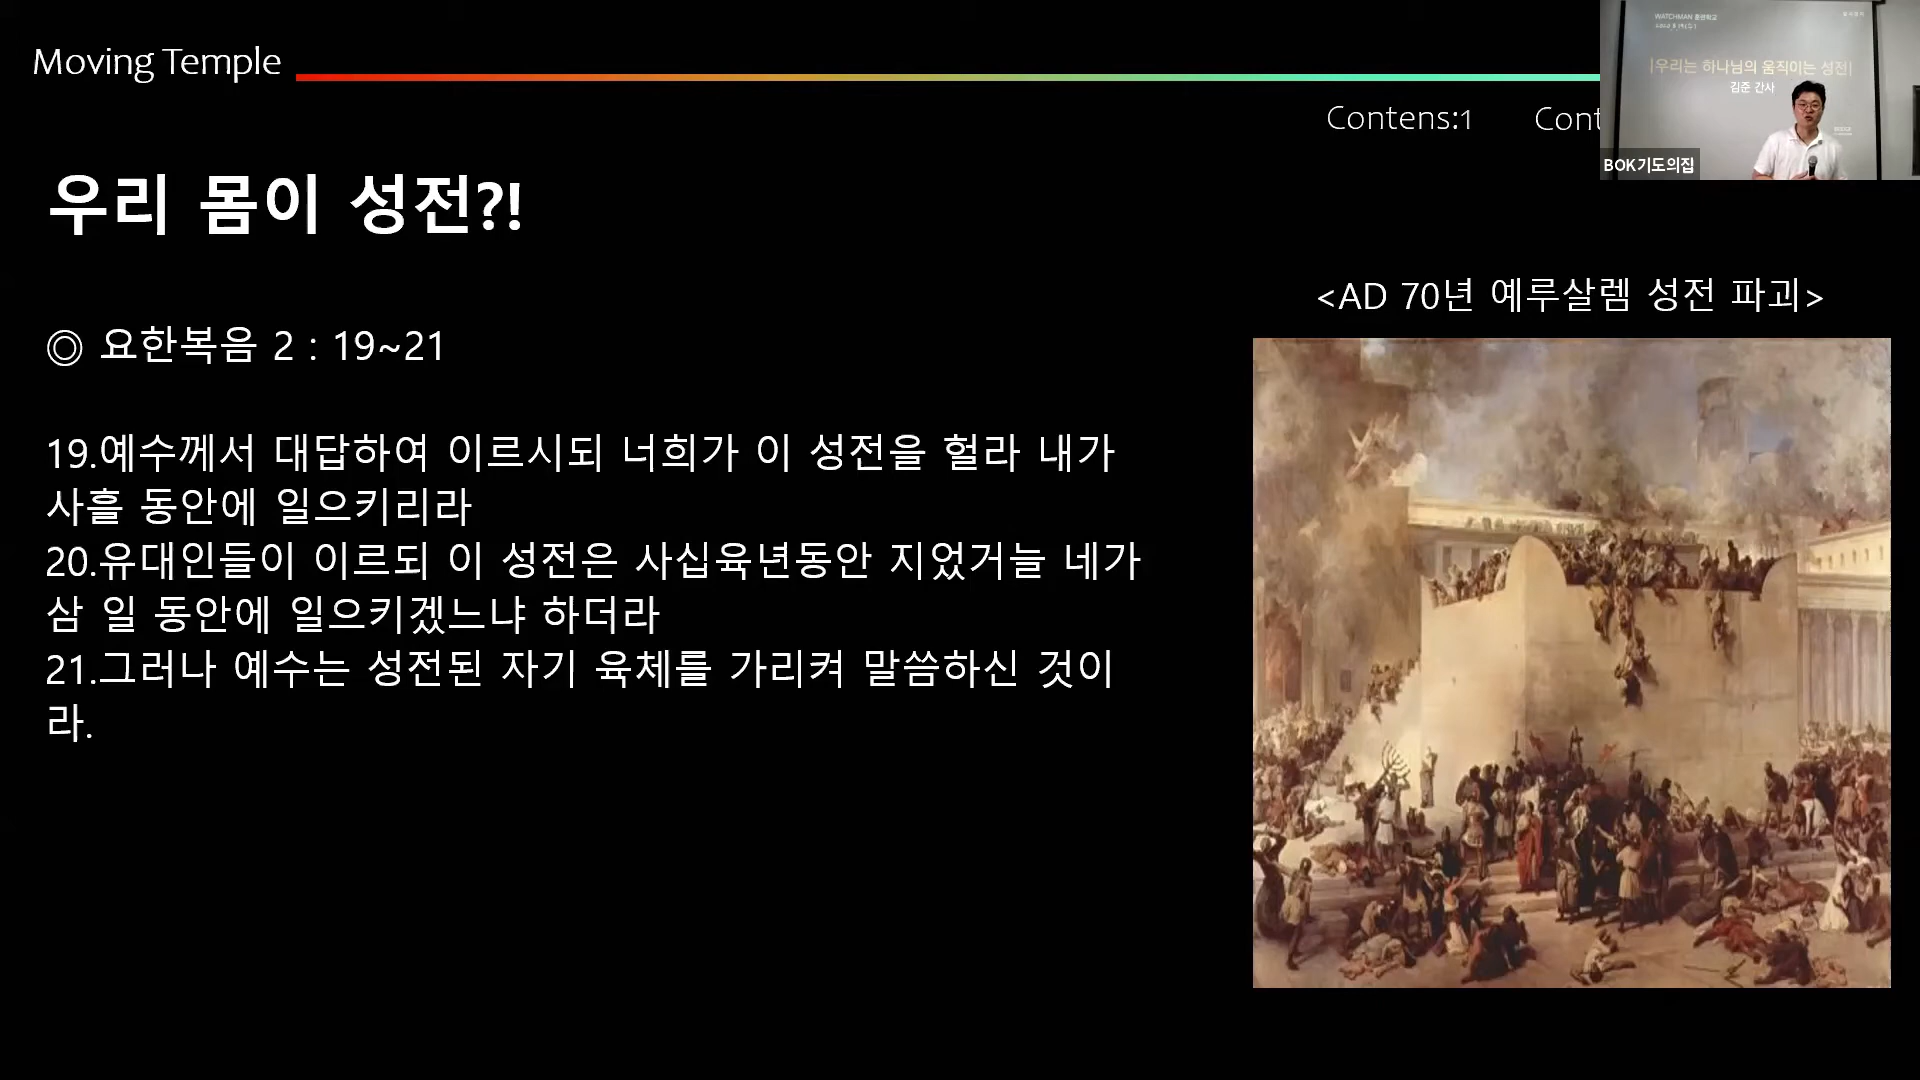 Moving Temple
Contens:1
Cont
WATCHMAN 훈련학교
|우리는 하나님의 움직이는 성전|
김준 간사
BOK기도의집
우리 몸이 성전?!
<AD 70년 예루살렘 성전 파괴>
◎ 요한복음 2 : 19~21
19.예수께서 대답하여 이르시되 너희가 이 성전을 헐라 내가
사흘 동안에 일으키리라
20.유대인들이 이르되 이 성전은 사십육년동안 지었거늘 네가
삼 일 동안에 일으키겠느냐 하더라
21.그러나 예수는 성전된 자기 육체를 가리켜 말씀하신 것이
라.